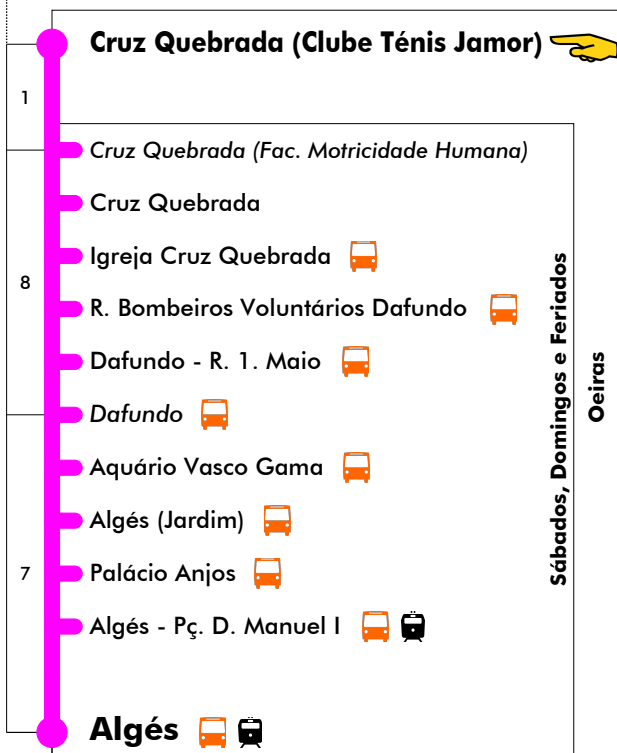 Cruz Quebrada (Clube Ténis Jamor)
1
Cruz Quebrada (Fac. Motricidade Humana)
Cruz Quebrada
Igreja Cruz Quebrada
8
R. Bombeiros Voluntários Dafundo
Dafundo - R. 1. Maio
Dafundo
Aquário Vasco Gama
Algés (Jardim)
7
Palácio Anjos
Algés - Pç. D. Manuel I
Algés
Sábados, Domingos e Feriados
Oeiras